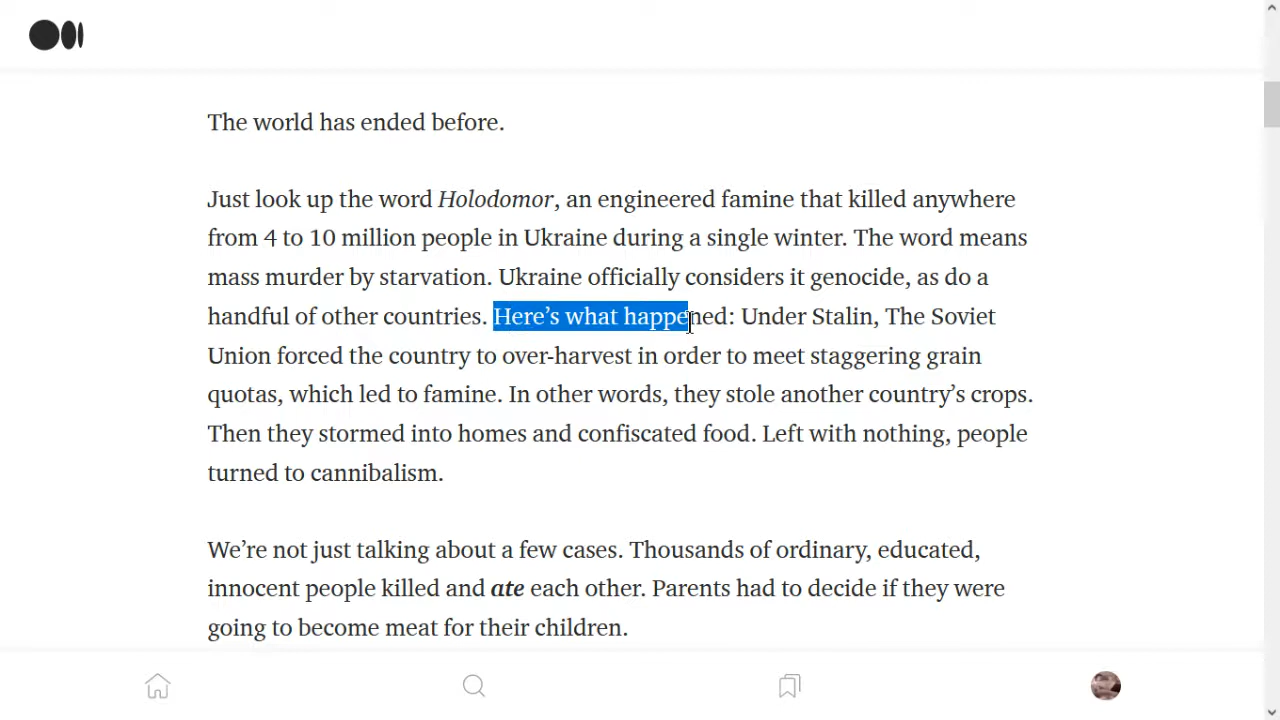 The world has ended before.
Just look up the word Holodomor, an engineered famine that killed anywhere
from 4 to 10 million people in Ukraine during a single winter. The word means
mass murder by starvation. Ukraine officially considers it genocide, as do a
handful of other countries. Here’s what happened: Under Stalin, The Soviet
Union forced the country to over-harvest in order to meet staggering grain
quotas, which led to famine. In other words, they stole another country’s crops.
Then they stormed into homes and confiscated food. Left with nothing, people
turned to cannibalism.
We’re not just talking about a few cases. Thousands of ordinary, educated,
innocent people killed and ate each other. Parents had to decide if they were
going to become meat for their children.